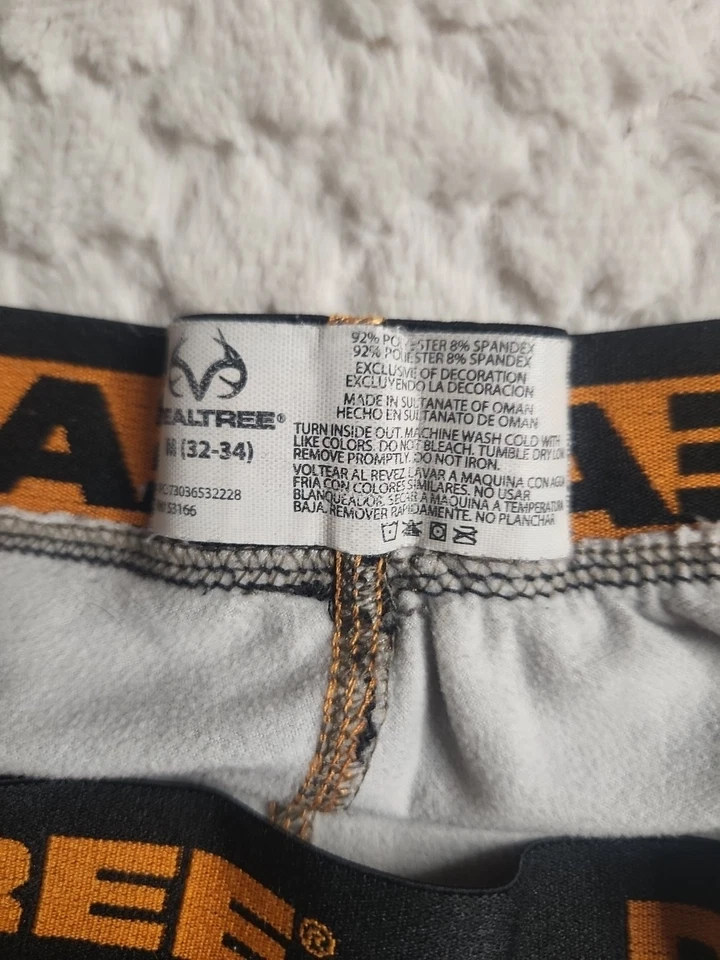 REALTREE®
M (32-34)
73036532228
53166
92% POLYESTER 8% SPANDEX
92% POLIESTER 8% SPANDEX
EXCLUSIVE OF DECORATION
EXCLUYENDO LA DECORACION
MADE IN SULTANATE OF OMAN
HECHO EN SULTANATO DE OMAN
TURN INSIDE OUT. MACHINE WASH COLD WITH
LIKE COLORS. DO NOT BLEACH. TUMBLE DRY LOW
REMOVE PROMPTLY. DO NOT IRON.
VOLTEAR AL REVEZ LAVAR A MAQUINA CON AGUA
FRIA CON COLORES SIMILARES. NO USAR
BLANQUEADOR. SECAR A MAQUINA A TEMPERATURA
BAJA. REMOVER RAPIDAMENTE. NO PLANCHAR
REE®